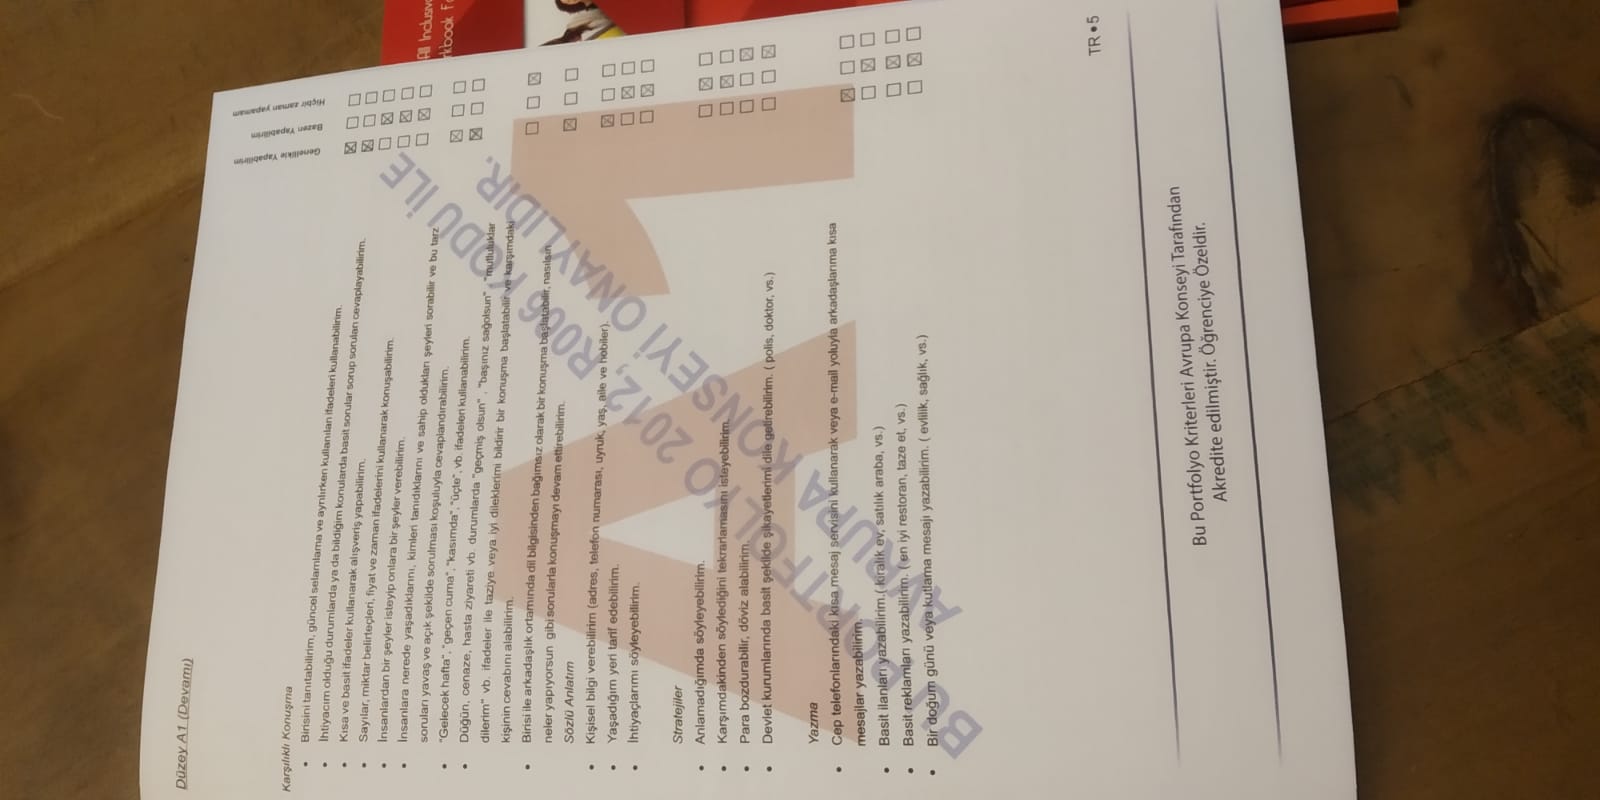 Düzey A1 (Devamı)
Genellikle Yapabilirim
Bazen Yapabilirim
Hiçbir zaman yapamam
Karşılıklı Konuşma
• Birisini tanıtabilirim, güncel selamlama ve ayrılırken kullanılan ifadeleri kullanabilirim.
• İhtiyacım olduğu durumlarda ya da bildiğim konularda basit sorular sorup soruları cevaplayabilirim.
• Kısa ve basit ifadeler kullanarak alışveriş yapabilirim.
• Sayılar, miktar belirteçleri, fiyat ve zaman ifadelerini kullanarak konuşabilirim.
• İnsanlardan bir şeyler isteyip onlara bir şeyler verebilirim.
• İnsanlara nerede yaşadıklarını, kimleri tanıdıklarını ve sahip oldukları şeyleri sorabilir ve bu tarz
soruları yavaş ve açık şekilde sorulması koşuluyla cevaplandırabilirim.
• "Gelecek hafta", "geçen cuma", "kasımda", "üçte", vb. ifadeleri kullanabilirim.
• Düğün, cenaze, hasta ziyareti vb. durumlarda "geçmiş olsun" , "başınız sağolsun" , "mutluluklar
dilerim" vb. ifadeler ile taziye veya iyi dileklerimi bildirir bir konuşma başlatabilir ve karşımdaki
kişinin cevabını alabilirim.
• Birisi ile arkadaşlık ortamında dil bilgisinden bağımsız olarak bir konuşma başlatabilir, nasılsın
neler yapıyorsun gibi sorularla konuşmayı devam ettirebilirim.
Sözlü Anlatım
• Kişisel bilgi verebilirim (adres, telefon numarası, uyruk, yaş, aile ve hobiler).
• Yaşadığım yeri tarif edebilirim.
• İhtiyaçlarımı söyleyebilirim.
Stratejiler
• Anlamadığımda söyleyebilirim.
• Karşımdakinden söylediğini tekrarlamasını isteyebilirim.
• Para bozdurabilir, döviz alabilirim.
• Devlet kurumlarında basit şekilde şikayetlerimi dile getirebilirim. ( polis, doktor, vs.)
Yazma
• Cep telefonlarındaki kısa mesaj servisini kullanarak veya e-mail yoluyla arkadaşlarıma kısa
mesajlar yazabilirim.
• Basit ilanları yazabilirim.( kiralık ev, satılık araba, vs.)
• Basit reklamları yazabilirim. ( en iyi restoran, taze et, vs.)
• Bir doğum günü veya kutlama mesajı yazabilirim. ( evlilik, sağlık, vs.)
A1
BU PORTFOLYO 2012, R006 KODU İLE
AVRUPA KONSEYİ ONAYLIDIR.
TR • 5
Bu Portfolyo Kriterleri Avrupa Konseyi Tarafından
Akredite edilmiştir. Öğrenciye Özeldir.
All